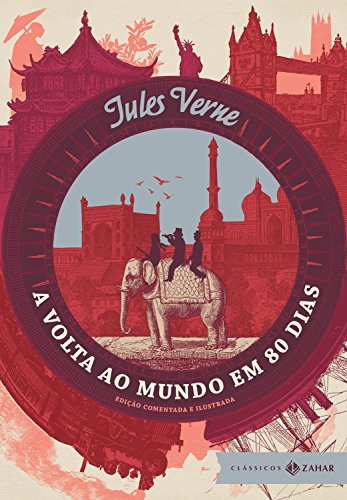 Jules Verne
A VOLTA AO MUNDO EM 80 DIAS
EDIÇÃO COMENTADA E ILUSTRADA
CLÁSSICOS ZAHAR